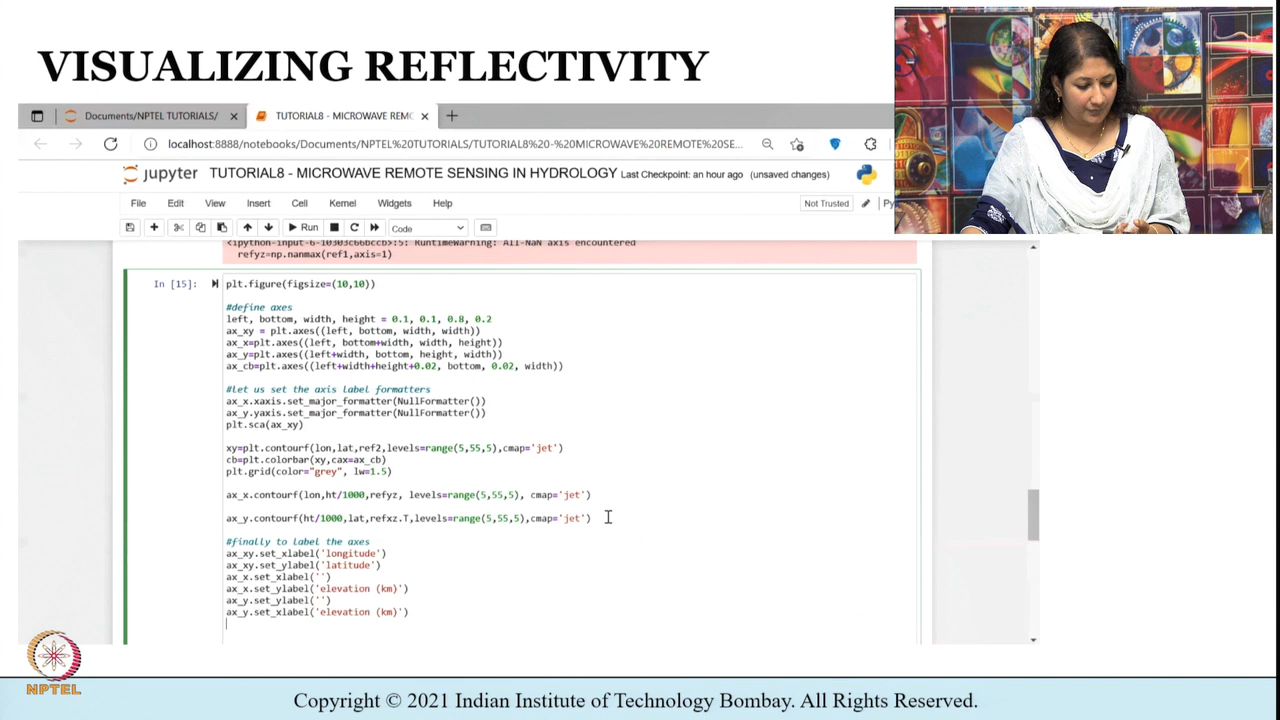 VISUALIZING REFLECTIVITY
Documents/NPTEL TUTORIALS/
TUTORIAL8 - MICROWAVE REMC
localhost:8888/notebooks/Documents/NPTEL%20TUTORIALS/TUTORIAL8%20-%20MICROWAVE%20REMOTE%20SE...
jupyter TUTORIAL8 - MICROWAVE REMOTE SENSING IN HYDROLOGY Last Checkpoint: an hour ago (unsaved changes)
File Edit View Insert Cell Kernel Widgets Help Not Trusted Py
Run Code
<ipython-input-6-10303c66bccb>:5: RuntimeWarning: All-NaN axis encountered
refyz=np.nanmax(ref1,axis=1)
In [15]: plt.figure(figsize=(10,10))
#define axes
left, bottom, width, height = 0.1, 0.1, 0.8, 0.2
ax_xy = plt.axes((left, bottom, width, width))
ax_x=plt.axes((left, bottom+width, width, height))
ax_y=plt.axes((left+width, bottom, height, width))
ax_cb=plt.axes((left+width+height+0.02, bottom, 0.02, width))
#let us set the axis label formatters
ax_x.xaxis.set_major_formatter(NullFormatter())
ax_y.yaxis.set_major_formatter(NullFormatter())
plt.sca(ax_xy)
xy=plt.contourf(lon,lat,ref2,levels=range(5,55,5),cmap='jet')
cb=plt.colorbar(xy,cax=ax_cb)
plt.grid(color="grey", lw=1.5)
ax_x.contourf(lon,ht/1000,refyz, levels=range(5,55,5), cmap='jet')
ax_y.contourf(ht/1000,lat,refxz.T,levels=range(5,55,5),cmap='jet')
#finally to label the axes
ax_xy.set_xlabel('longitude')
ax_xy.set_ylabel('latitude')
ax_x.set_xlabel('')
ax_x.set_ylabel('elevation (km)')
ax_y.set_ylabel('')
ax_y.set_xlabel('elevation (km)')
NPTEL
Copyright © 2021 Indian Institute of Technology Bombay. All Rights Reserved.